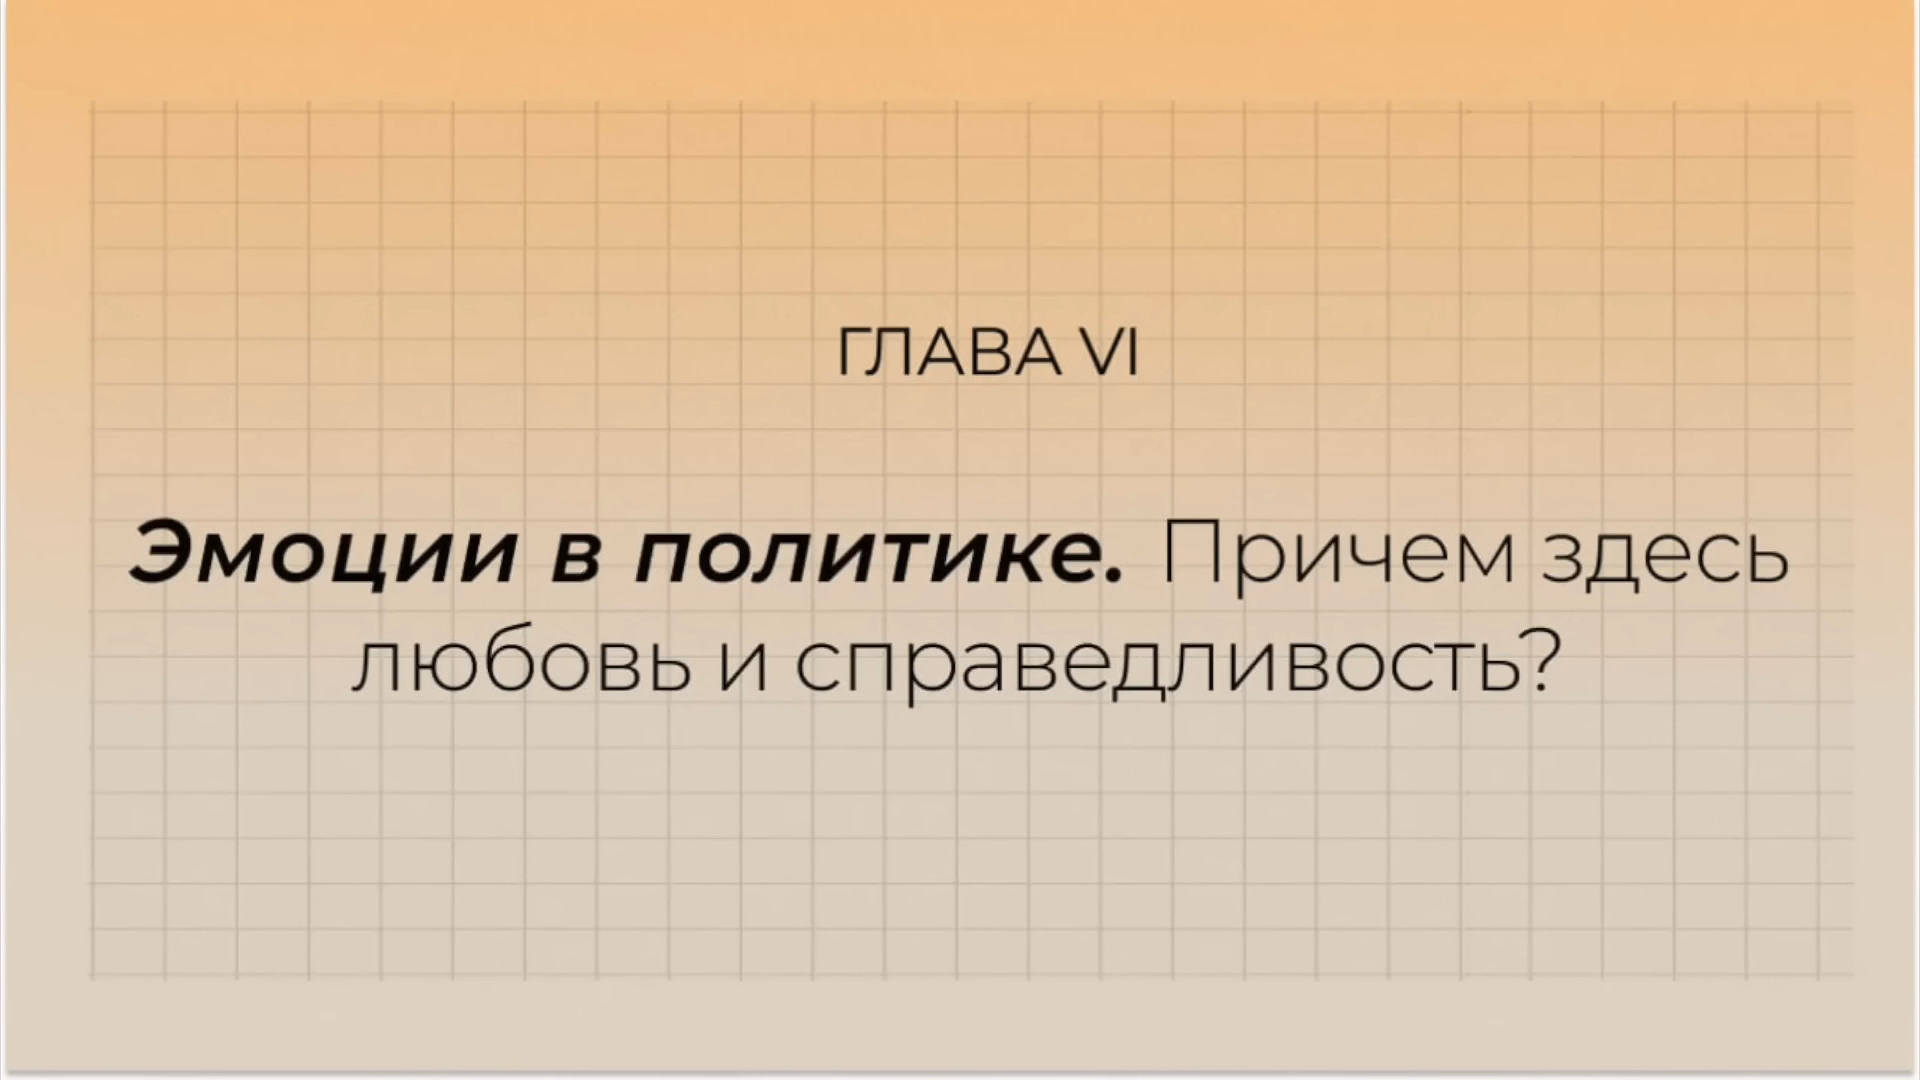 ГЛАВА VI
Эмоции в политике. Причем здесь
любовь и справедливость?